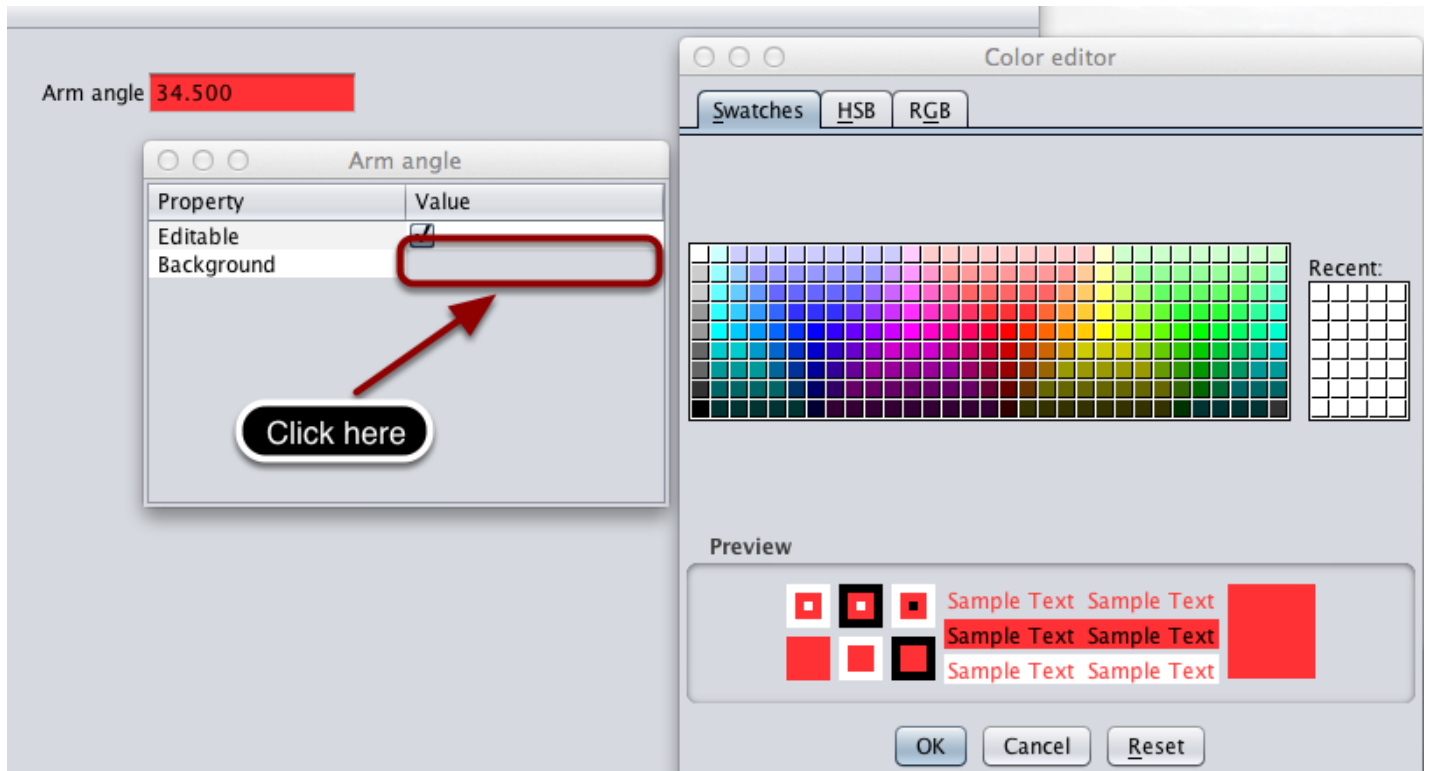 Arm angle 34.500
Arm angle
Property Value
Editable
Background
Click here
Color editor
Swatches HSB RGB
Recent:
Preview
Sample Text Sample Text
Sample Text Sample Text
Sample Text Sample Text
OK Cancel Reset